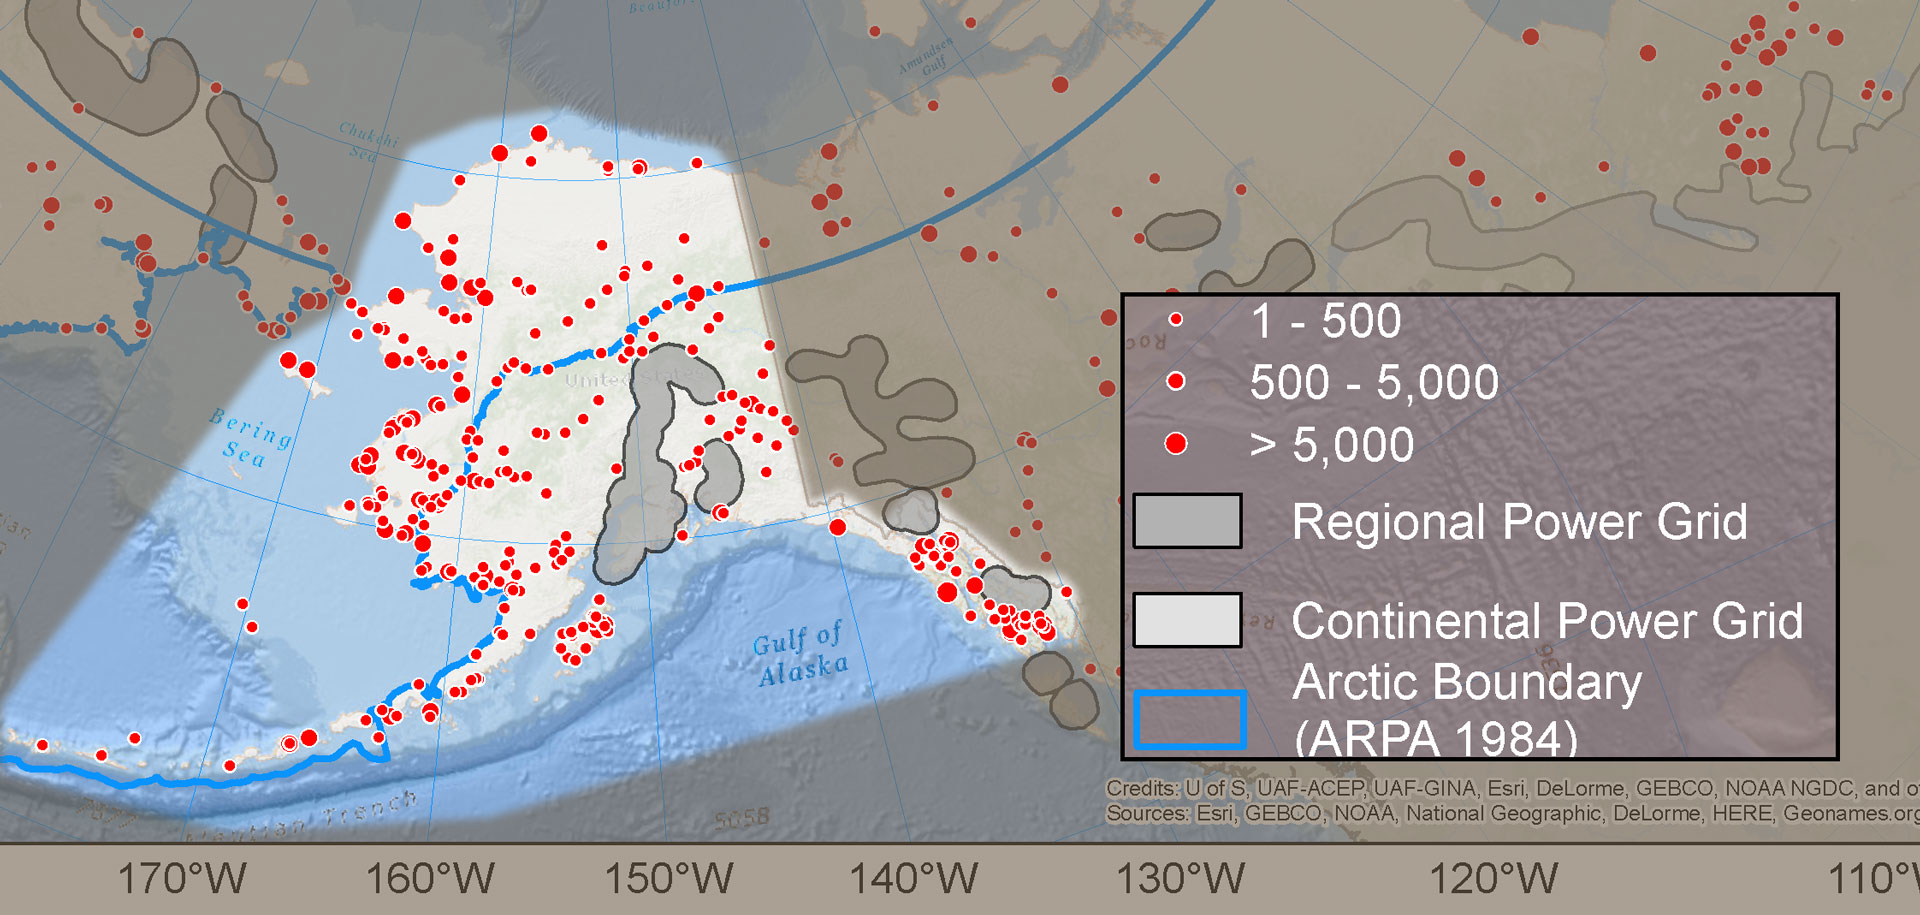 Beaufort
Amundsen
Gulf
Chukchi
Sea
United States
Bering
Sea
Gulf of
Alaska
Aleutian Trench
5058
1 - 500
500 - 5,000
> 5,000
Regional Power Grid
Continental Power Grid
Arctic Boundary
(ARPA 1984)
Credits: U of S, UAF-ACEP, UAF-GINA, Esri, DeLorme, GEBCO, NOAA NGDC, and ot
Sources: Esri, GEBCO, NOAA, National Geographic, DeLorme, HERE, Geonames.org
170°W
160°W
150°W
140°W
130°W
120°W
110°W